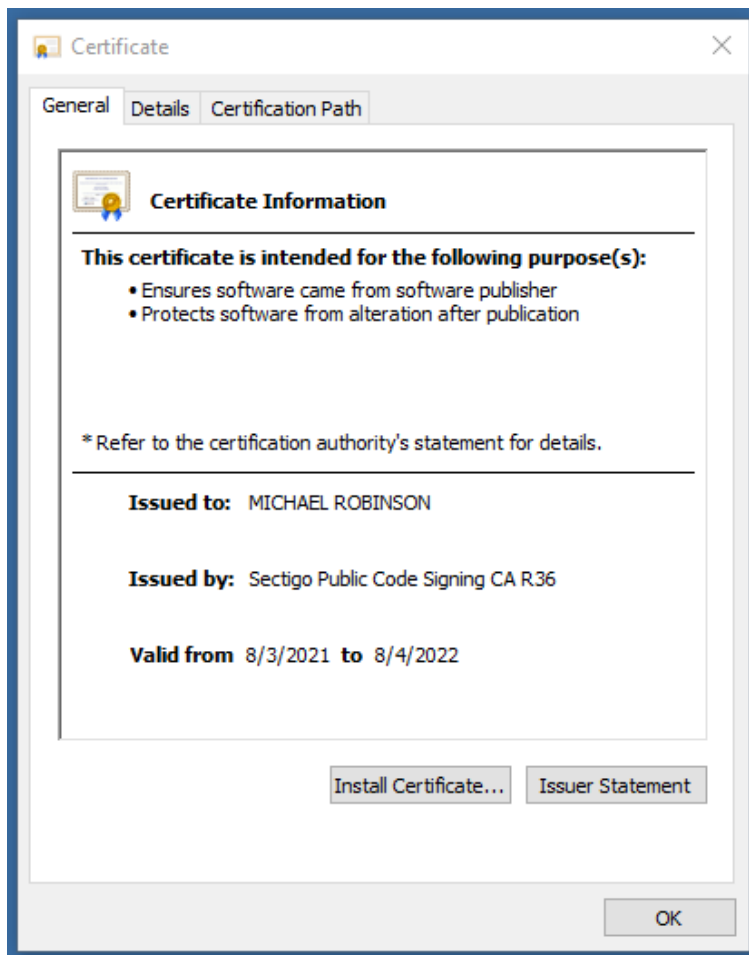 Certificate
General Details Certification Path
Certificate Information
This certificate is intended for the following purpose(s):
• Ensures software came from software publisher
• Protects software from alteration after publication
* Refer to the certification authority's statement for details.
Issued to: MICHAEL ROBINSON
Issued by: Sectigo Public Code Signing CA R36
Valid from 8/3/2021 to 8/4/2022
Install Certificate... Issuer Statement
OK